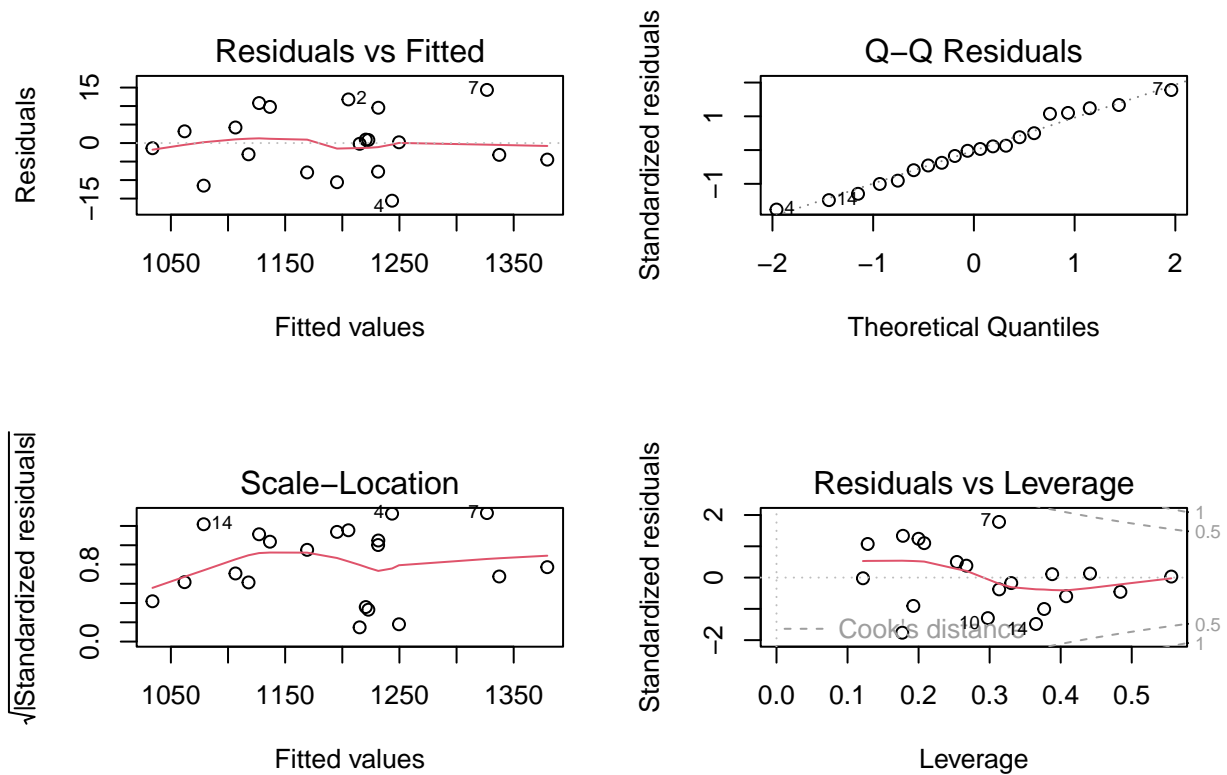 Residuals vs Fitted
Residuals
15
0
−15
7
2
4
1050 1150 1250 1350
Fitted values
Q−Q Residuals
Standardized residuals
1
−1
7
14
4
−2 −1 0 1 2
Theoretical Quantiles
Scale−Location
√|Standardized residuals|
0.8
0.0
14
4
7
1050 1150 1250 1350
Fitted values
Residuals vs Leverage
Standardized residuals
2
0
−2
7
19
14
Cook's distance
1
0.5
0.5
1
0.0 0.1 0.2 0.3 0.4 0.5
Leverage